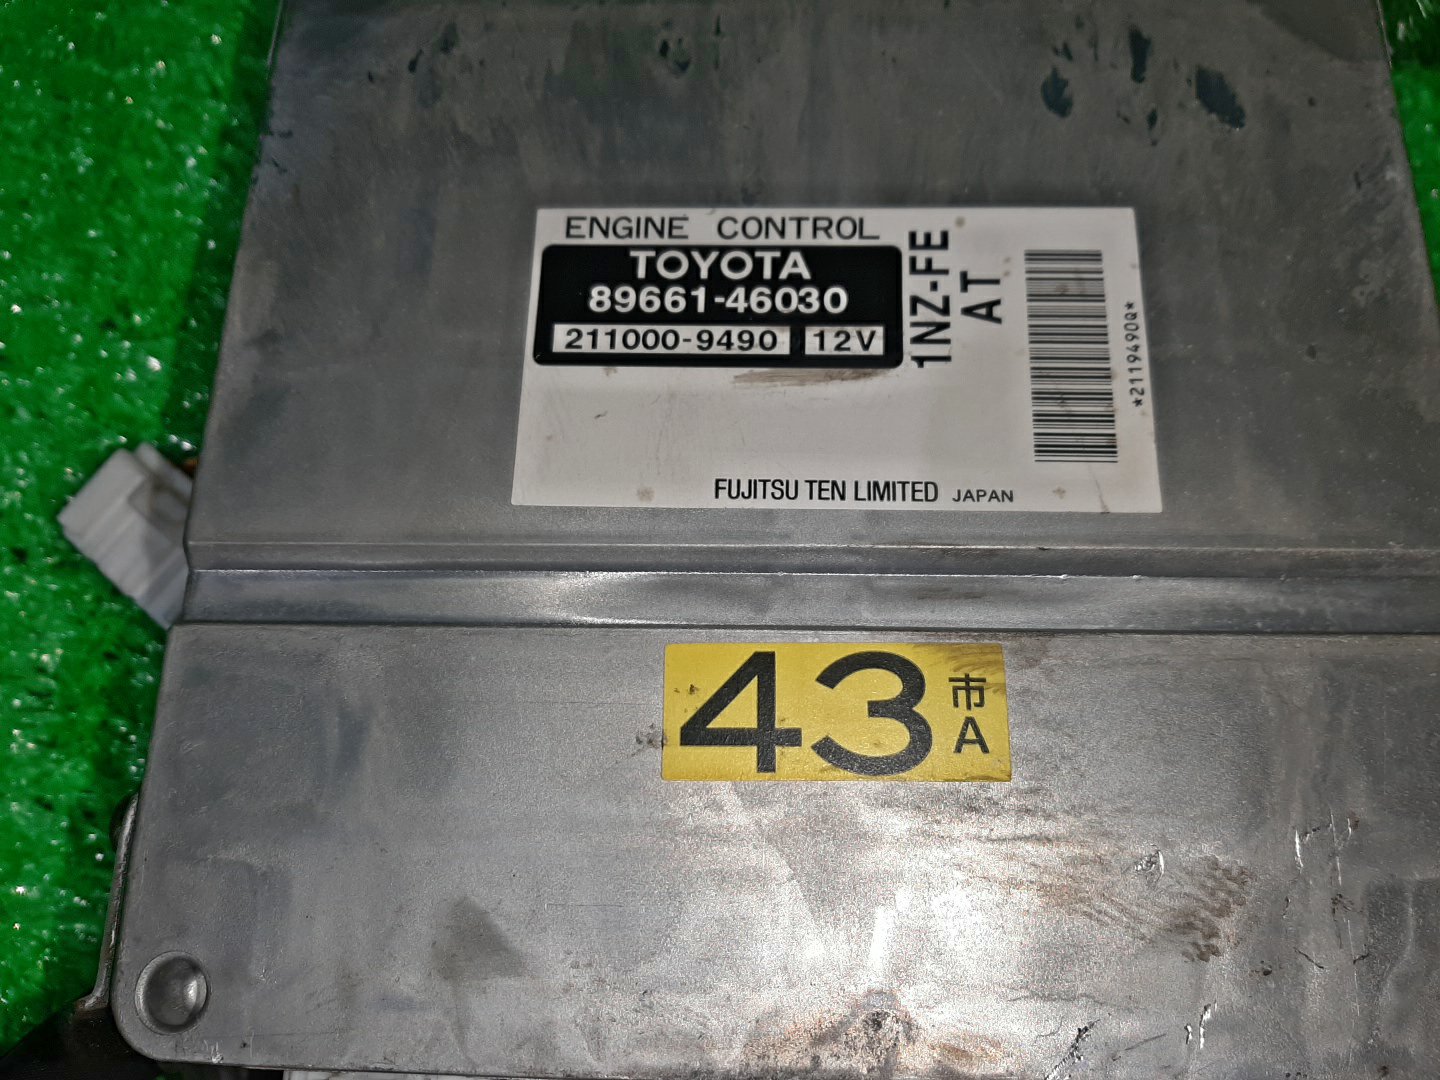 ENGINE CONTROL
TOYOTA
89661-46030
211000-9490 12V
1NZ-FE
AT
*2119490Q*
FUJITSU TEN LIMITED JAPAN
43 市
A